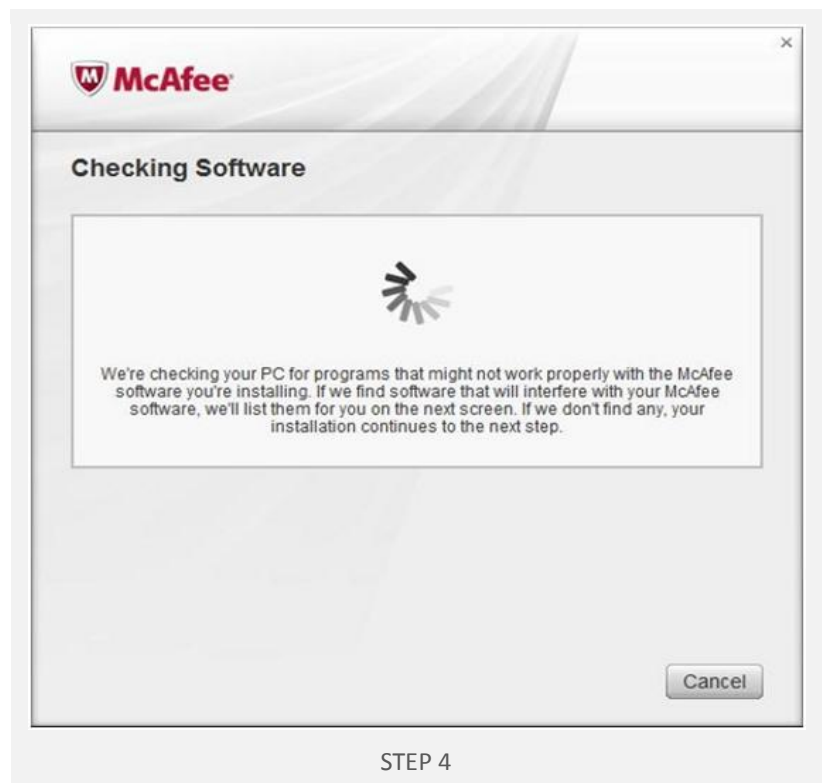 McAfee
Checking Software
We're checking your PC for programs that might not work properly with the McAfee
software you're installing. If we find software that will interfere with your McAfee
software, we'll list them for you on the next screen. If we don't find any, your
installation continues to the next step.
Cancel
STEP 4